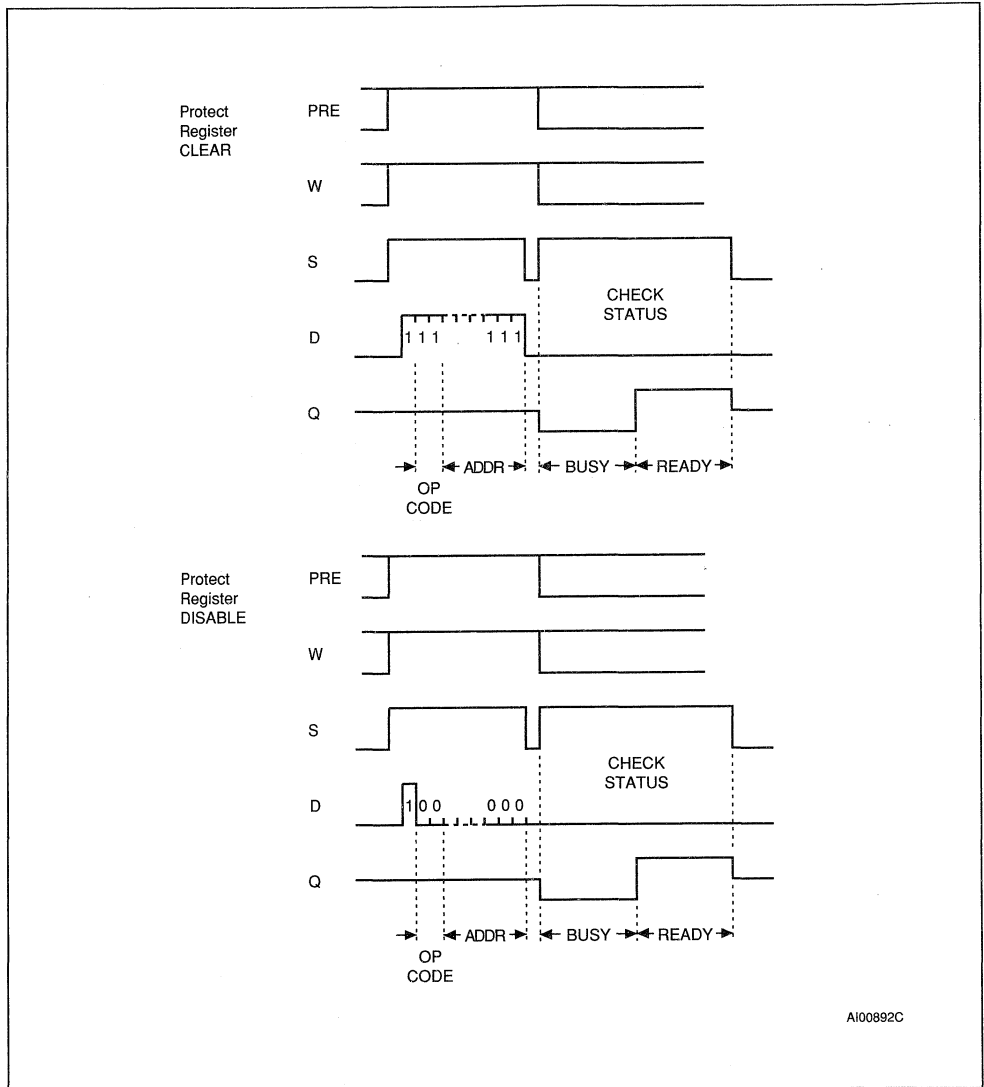 Protect
Register
CLEAR
PRE
W
S
CHECK
STATUS
D
1 1 1 1 1 1
Q
ADDR BUSY READY
OP
CODE
Protect
Register
DISABLE
PRE
W
S
CHECK
STATUS
D
1 0 0 0 0 0
Q
ADDR BUSY READY
OP
CODE
AI00892C